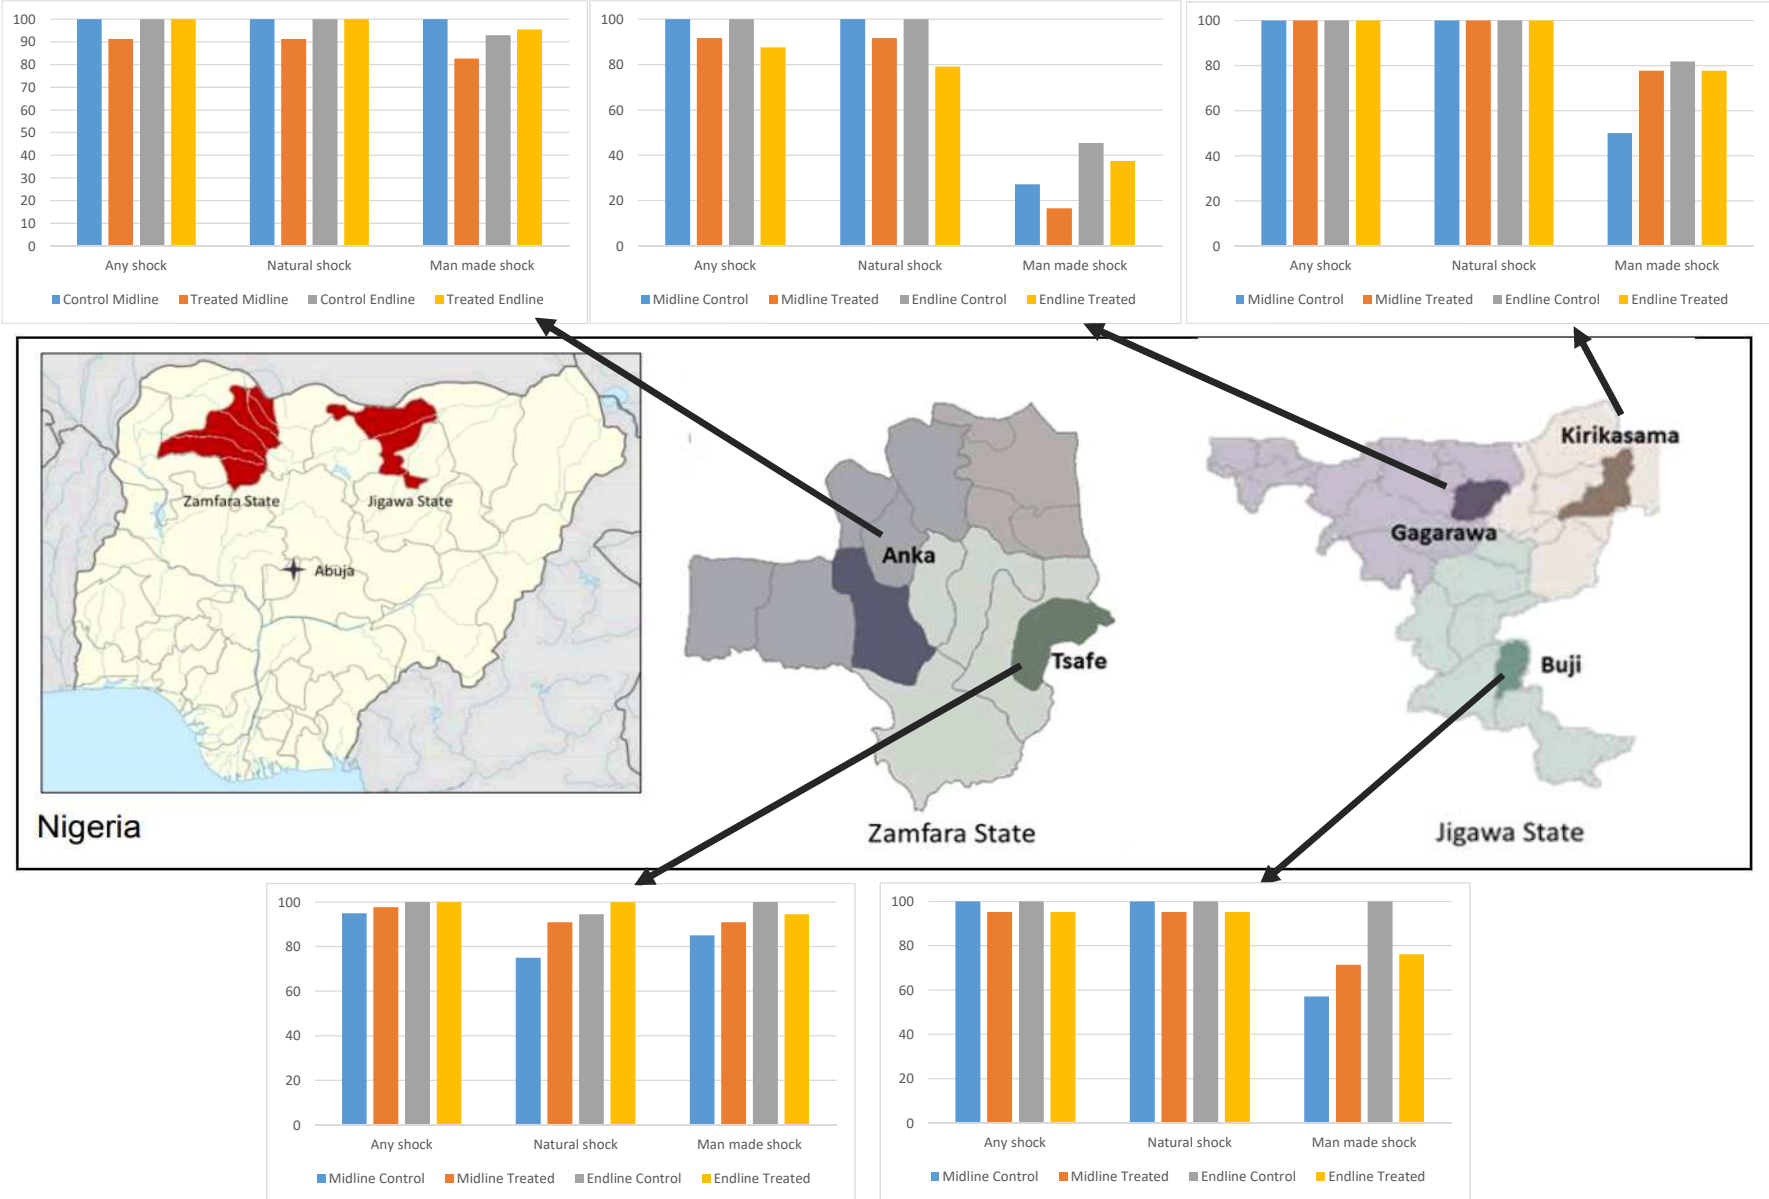 100
90
80
70
60
50
40
30
20
10
0
Any shock Natural shock Man made shock
Control Midline Treated Midline Control Endline Treated Endline
100
80
60
40
20
0
Any shock Natural shock Man made shock
Midline Control Midline Treated Endline Control Endline Treated
100
80
60
40
20
0
Any shock Natural shock Man made shock
Midline Control Midline Treated Endline Control Endline Treated
Zamfara State Jigawa State
Abuja
Nigeria
Anka
Tsafe
Zamfara State
Kirikasama
Gagarawa
Buji
Jigawa State
100
80
60
40
20
0
Any shock Natural shock Man made shock
Midline Control Midline Treated Endline Control Endline Treated
100
80
60
40
20
0
Any shock Natural shock Man made shock
Midline Control Midline Treated Endline Control Endline Treated